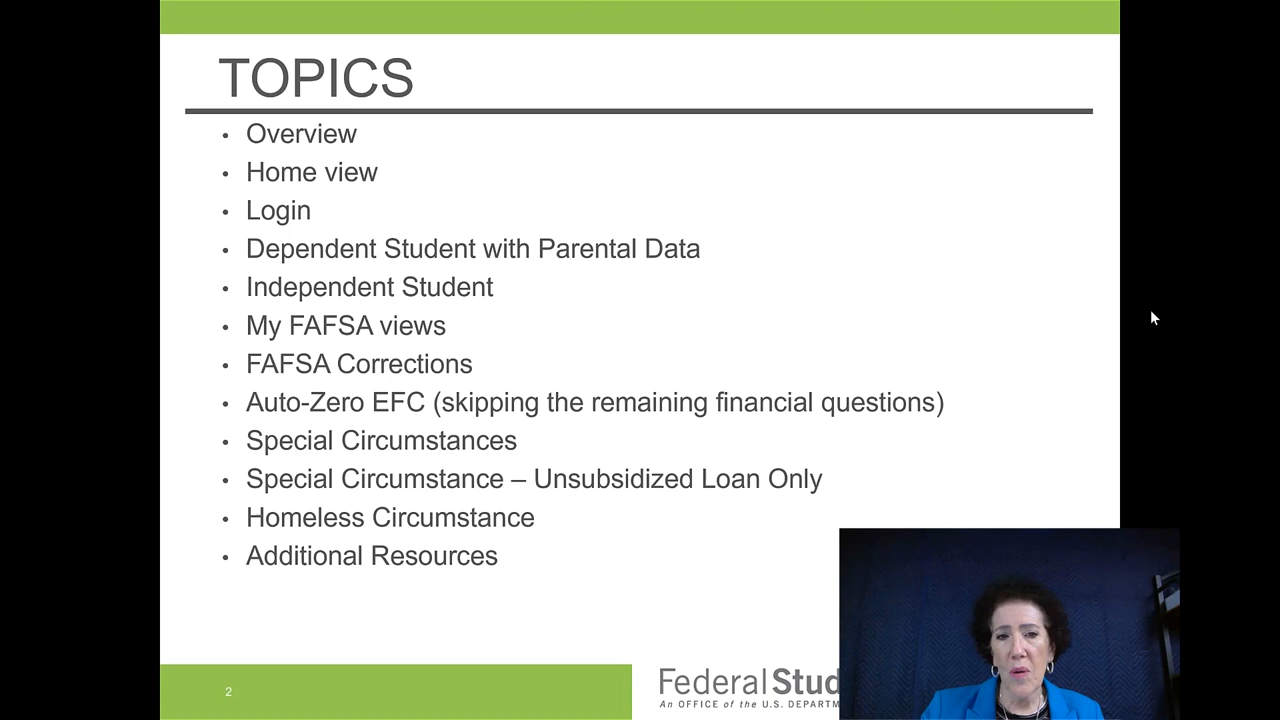 TOPICS
• Overview
• Home view
• Login
• Dependent Student with Parental Data
• Independent Student
• My FAFSA views
• FAFSA Corrections
• Auto-Zero EFC (skipping the remaining financial questions)
• Special Circumstances
• Special Circumstance – Unsubsidized Loan Only
• Homeless Circumstance
• Additional Resources
2
Federal Stud
An OFFICE of the U.S. DEPARTM